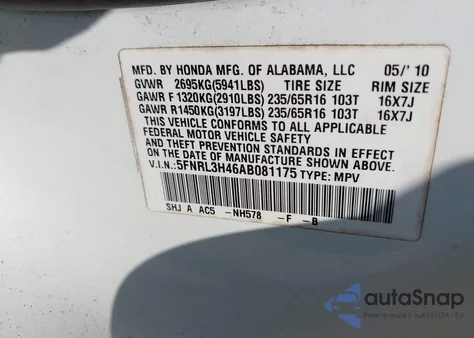 MFD. BY HONDA MFG. OF ALABAMA, LLC 05/'10
GVWR 2695KG(5941LBS) TIRE SIZE RIM SIZE
GAWR F 1320KG(2910LBS) 235/65R16 103T 16X7J
GAWR R1450KG(3197LBS) 235/65R16 103T 16X7J
THIS VEHICLE CONFORMS TO ALL APPLICABLE
FEDERAL MOTOR VEHICLE SAFETY
AND THEFT PREVENTION STANDARDS IN EFFECT
ON THE DATE OF MANUFACTURE SHOWN ABOVE.
V.I.N.:5FNRL3H46AB081175 TYPE: MPV
SHJ A AC5 -NH578 -F -B
autoSnap